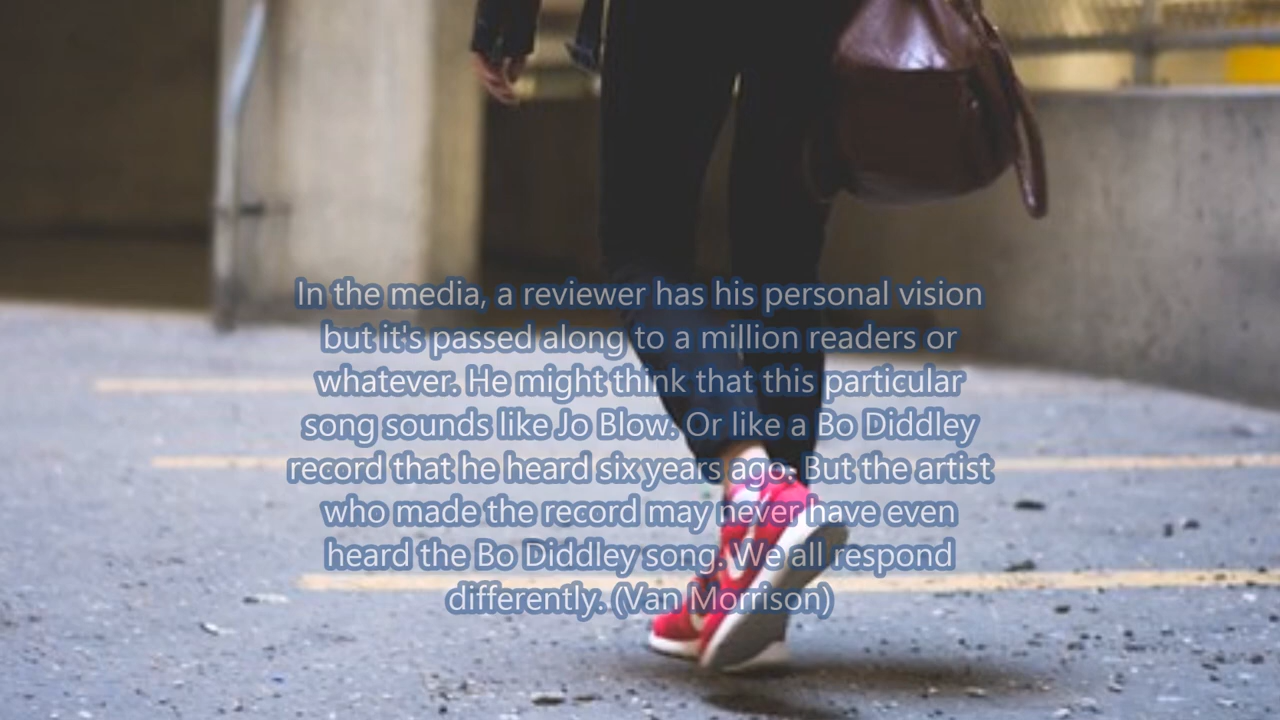 In the media, a reviewer has his personal vision
but it's passed along to a million readers or
whatever. He might think that this particular
song sounds like Jo Blow. Or like a Bo Diddley
record that he heard six years ago. But the artist
who made the record may never have even
heard the Bo Diddley song. We all respond
differently. (Van Morrison)